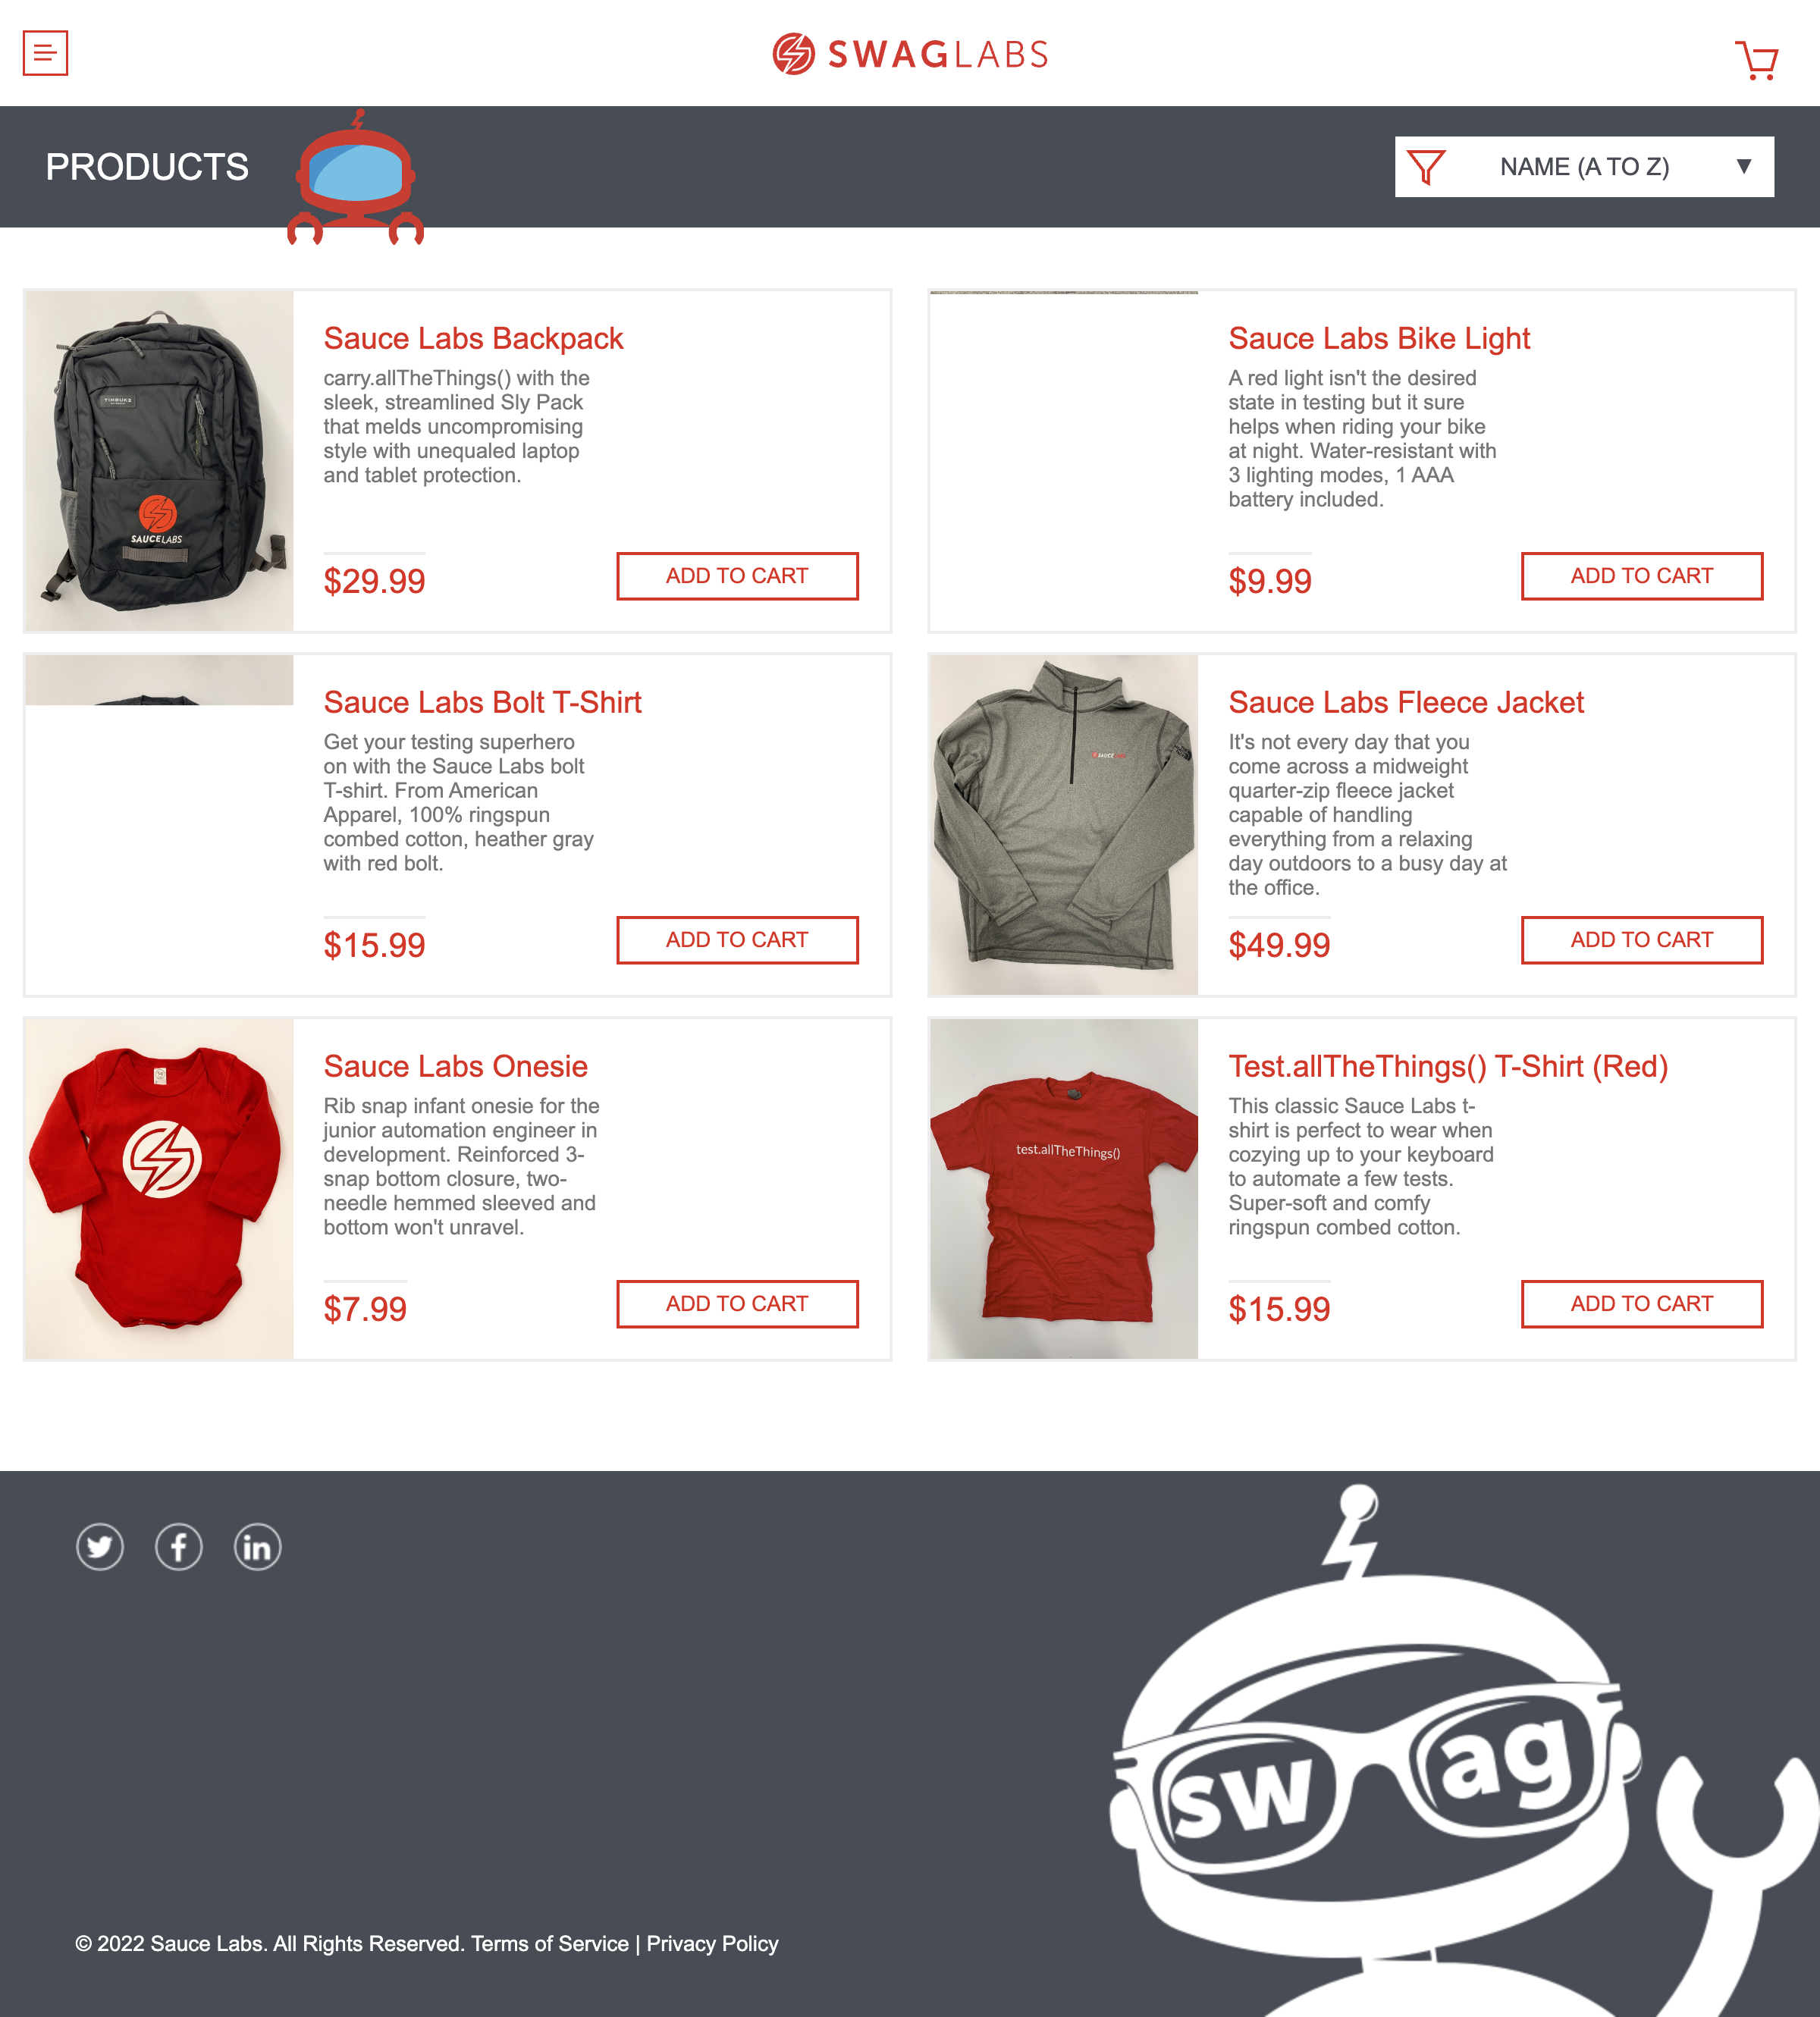 SWAGLABS
PRODUCTS
NAME (A TO Z)
TIMBUK2
SAUCELABS
Sauce Labs Backpack
carry.allTheThings() with the
sleek, streamlined Sly Pack
that melds uncompromising
style with unequaled laptop
and tablet protection.
$29.99
ADD TO CART
Sauce Labs Bike Light
A red light isn't the desired
state in testing but it sure
helps when riding your bike
at night. Water-resistant with
3 lighting modes, 1 AAA
battery included.
$9.99
ADD TO CART
Sauce Labs Bolt T-Shirt
Get your testing superhero
on with the Sauce Labs bolt
T-shirt. From American
Apparel, 100% ringspun
combed cotton, heather gray
with red bolt.
$15.99
ADD TO CART
SAUCE
Sauce Labs Fleece Jacket
It's not every day that you
come across a midweight
quarter-zip fleece jacket
capable of handling
everything from a relaxing
day outdoors to a busy day at
the office.
$49.99
ADD TO CART
Sauce Labs Onesie
Rib snap infant onesie for the
junior automation engineer in
development. Reinforced 3-
snap bottom closure, two-
needle hemmed sleeved and
bottom won't unravel.
$7.99
ADD TO CART
test.allTheThings()
Test.allTheThings() T-Shirt (Red)
This classic Sauce Labs t-
shirt is perfect to wear when
cozying up to your keyboard
to automate a few tests.
Super-soft and comfy
ringspun combed cotton.
$15.99
ADD TO CART
swag
© 2022 Sauce Labs. All Rights Reserved. Terms of Service | Privacy Policy